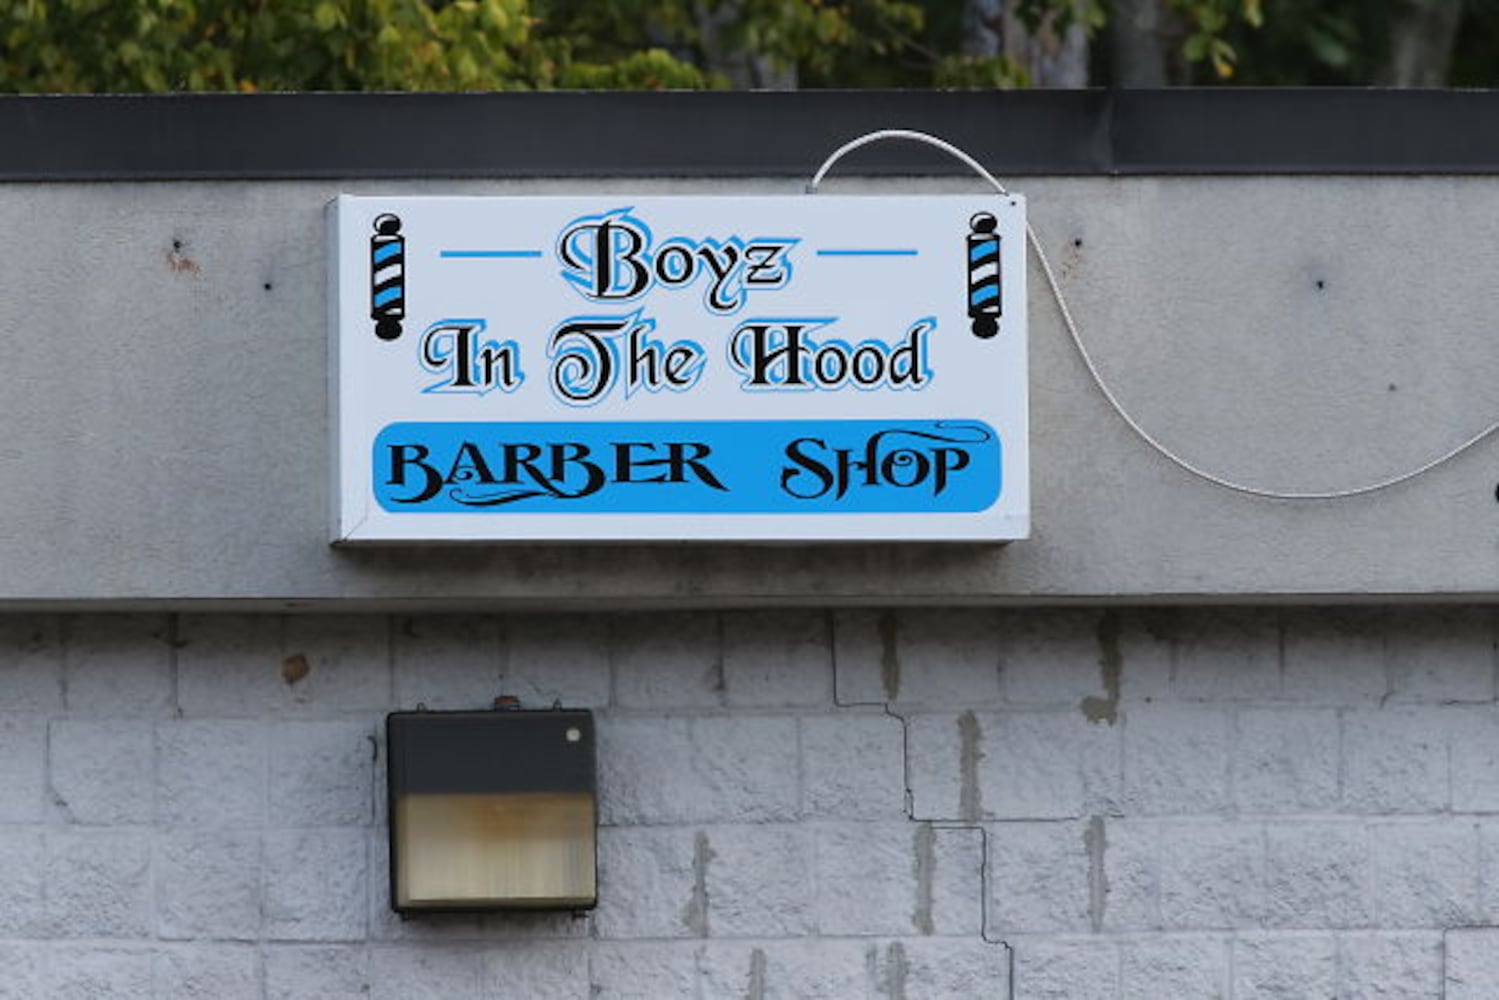 Boyz
In The Hood
BARBER SHOP